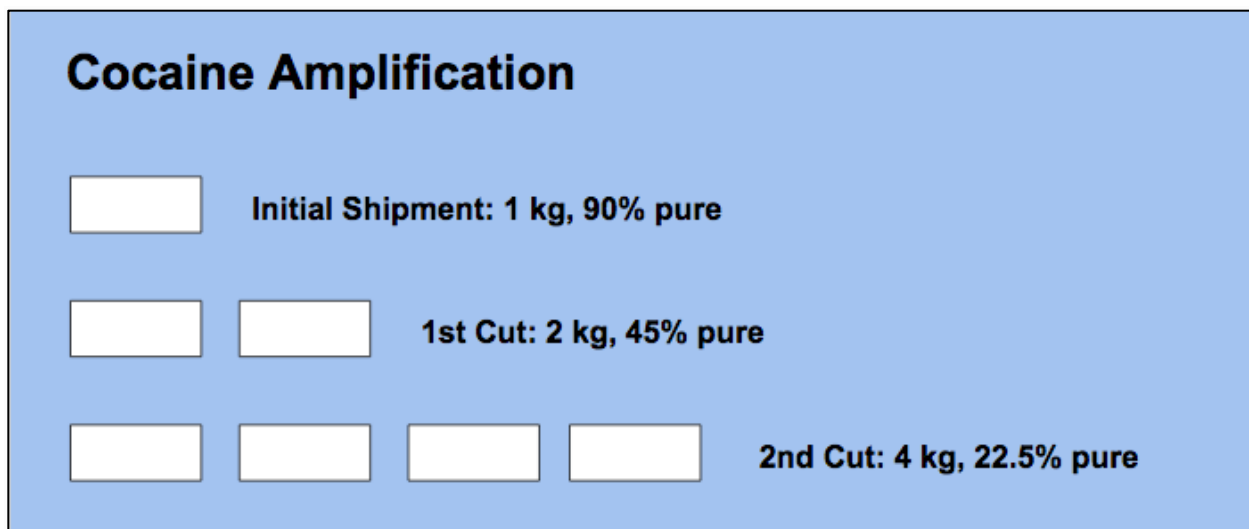 Cocaine Amplification
Initial Shipment: 1 kg, 90% pure
1st Cut: 2 kg, 45% pure
2nd Cut: 4 kg, 22.5% pure